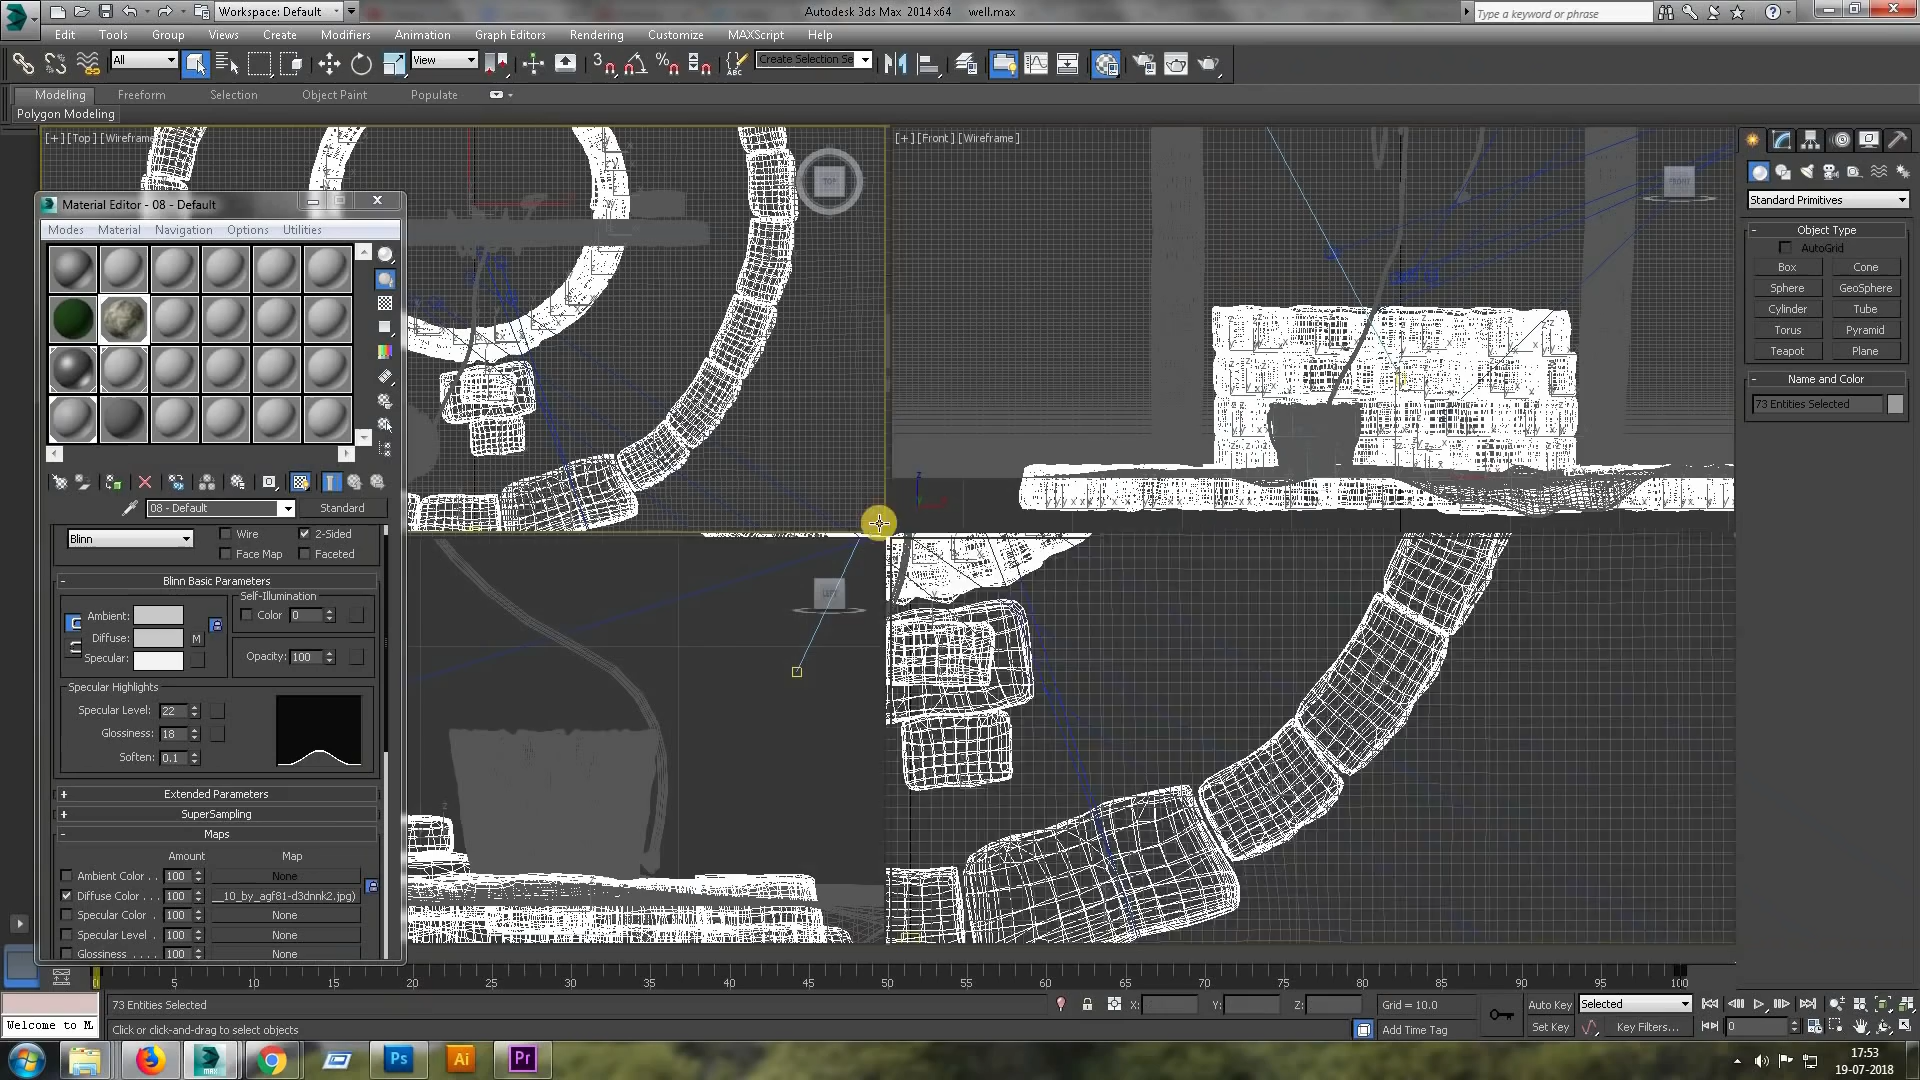 Workspace: Default
Autodesk 3ds Max 2014 x64 well.max
Type a keyword or phrase
Edit Tools Group Views Create Modifiers Animation Graph Editors Rendering Customize MAXScript Help
All View Create Selection Se
Modeling Freeform Selection Object Paint Populate
Polygon Modeling
[+] [Top] [Wireframe
[+] [Front] [Wireframe]
TOP
FRONT
Standard Primitives
Material Editor - 08 - Default
Modes Material Navigation Options Utilities
- Object Type
AutoGrid
Box Cone
Sphere GeoSphere
Cylinder Tube
Torus Pyramid
Teapot Plane
- Name and Color
73 Entities Selected
08 - Default Standard
Blinn Wire 2-Sided
Face Map Faceted
- Blinn Basic Parameters
Self-Illumination
Ambient: Color 0
Diffuse: M
Specular: Opacity: 100
Specular Highlights
Specular Level: 22
Glossiness: 18
Soften: 0.1
+ Extended Parameters
+ SuperSampling
- Maps
Amount Map
Ambient Color . . 100 None
Diffuse Color . . . 100 __10_by_agf81-d3dnnk2.jpg)
Specular Color . 100 None
Specular Level . 100 None
Glossiness . . . . 100 None
LEFT
5 10 15 20 25 30 35 40 45 50 55 60 65 70 75 80 85 90 95 100
73 Entities Selected X: Y: Z: Grid = 10.0 Auto Key Selected
Welcome to M Click or click-and-drag to select objects Add Time Tag Set Key Key Filters... 0
MAX Ps Ai Pr
17:53
19-07-2018